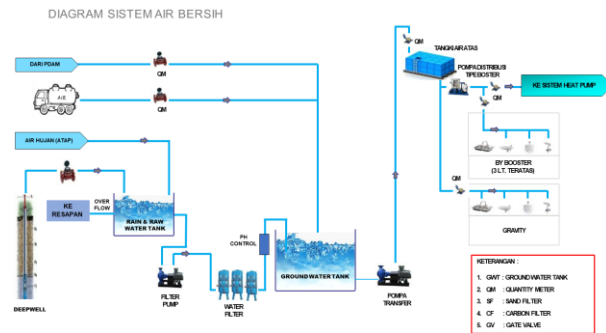 DIAGRAM SISTEM AIR BERSIH
QM
TANGKI AIR ATAS
POMPA DISTRIBUSI
TIPE BOSTER
DARI PDAM
QM
QM
KE SISTEM HEAT PUMP
AIR
QM
QM
AIR HUJAN (ATAP)
BY BOOSTER
(3 LT. TERATAS)
QM
KE
RESAPAN
OVER
FLOW
RAIN & RAW
WATER TANK
PH
CONTROL
GRAVITY
GROUND WATER TANK
FILTER
PUMP
WATER
FILTER
POMPA
TRANSFER
DEEPWELL
KETERANGAN :
1. GWT : GROUND WATER TANK
2. QM : QUANTITY METER
3. SF : SAND FILTER
4. CF : CARBON FILTER
5. GV : GATE VALVE